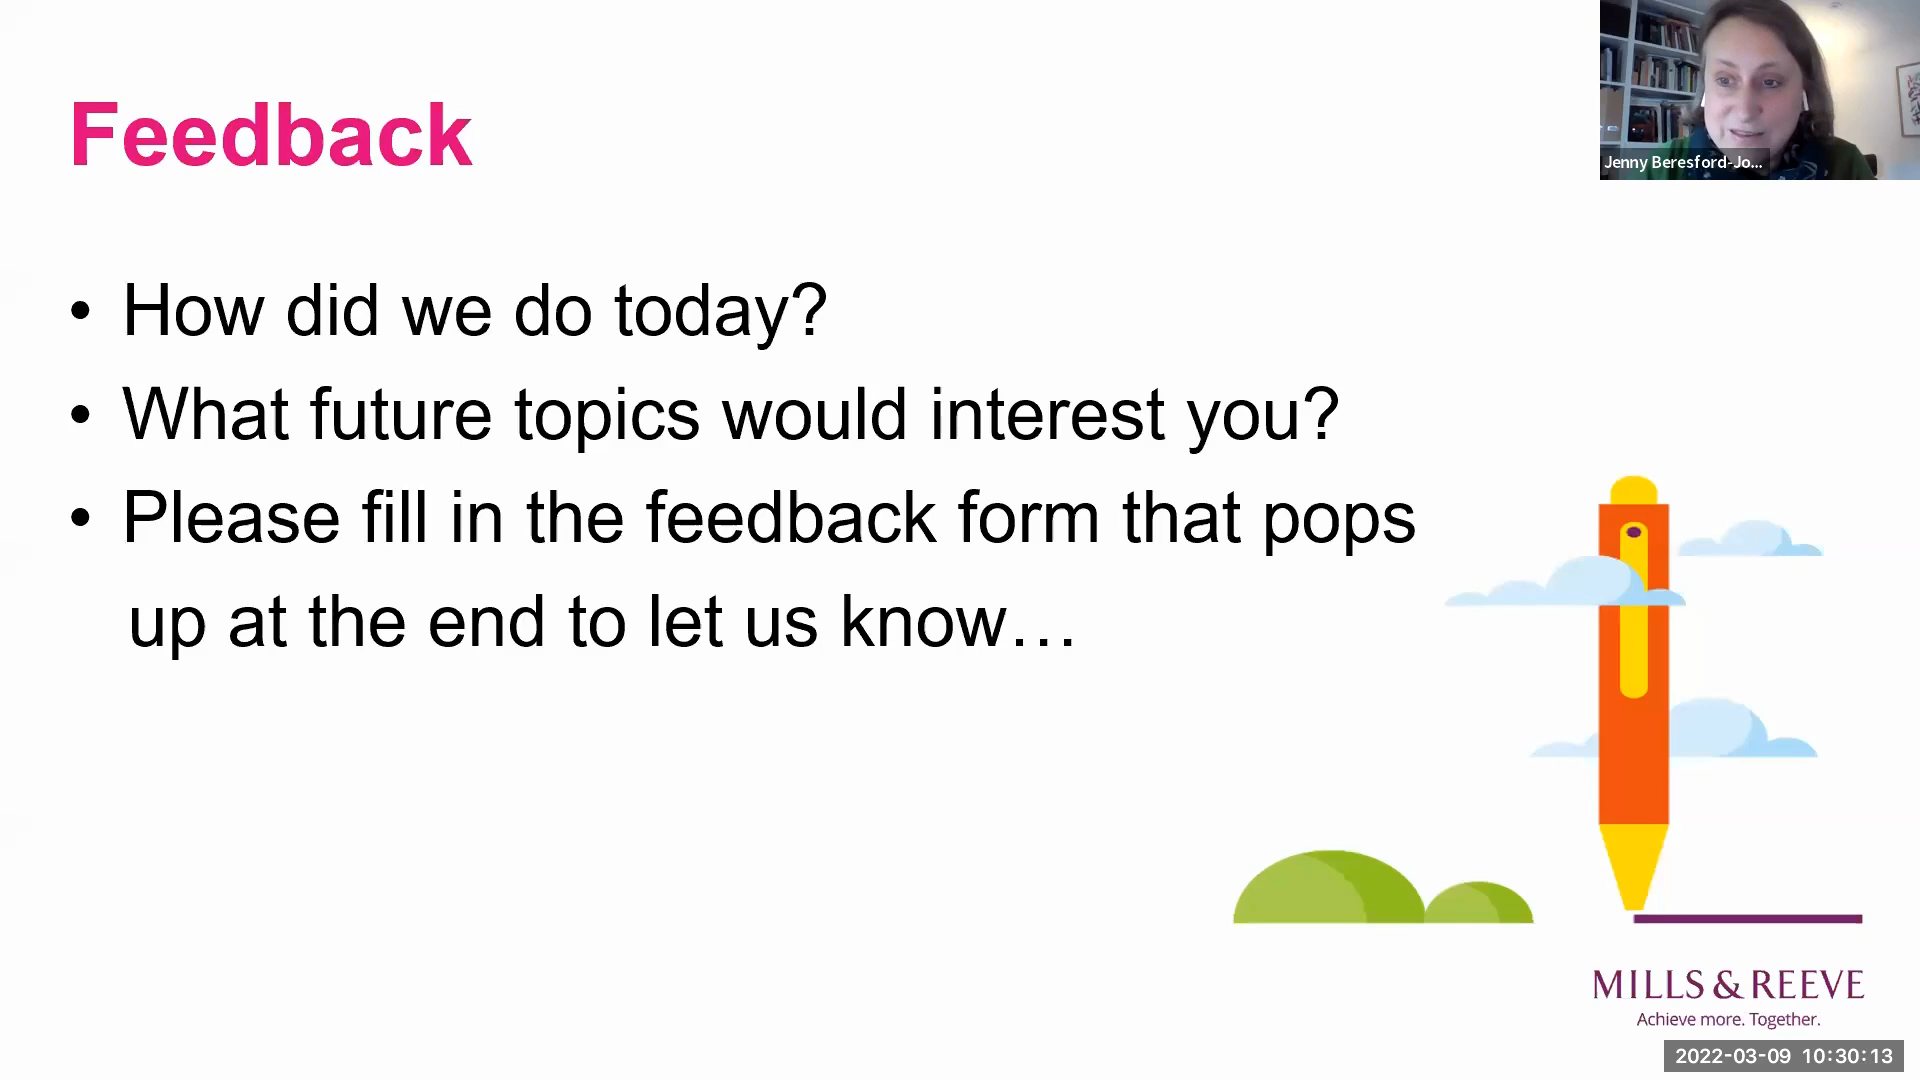 Feedback
Jenny Beresford-Jo...
• How did we do today?
• What future topics would interest you?
• Please fill in the feedback form that pops
up at the end to let us know…
MILLS & REEVE
Achieve more. Together.
2022-03-09 10:30:13